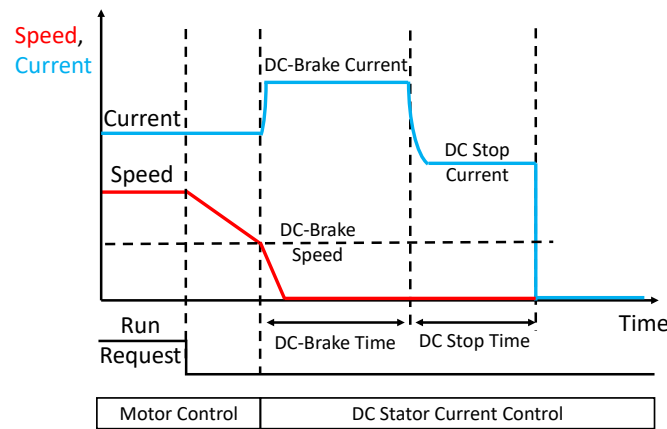 Speed,
Current
DC-Brake Current
Current
DC Stop
Current
Speed
DC-Brake
Speed
Time
Run
Request
DC-Brake Time
DC Stop Time
Motor Control
DC Stator Current Control